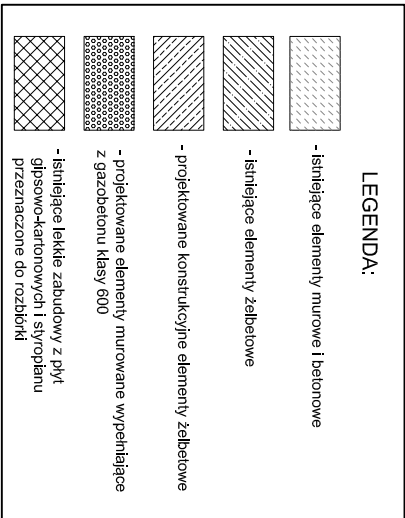 LEGENDA:
- istniejące elementy murowe i betonowe
- istniejące elementy żelbetowe
- projektowane konstrukcyjne elementy żelbetowe
- projektowane elementy murowane wypełniające
z gazobetonu klasy 600
- istniejące lekkie zabudowy z płyt
gipsowo-kartonowych i styropianu
przeznaczone do rozbiórki